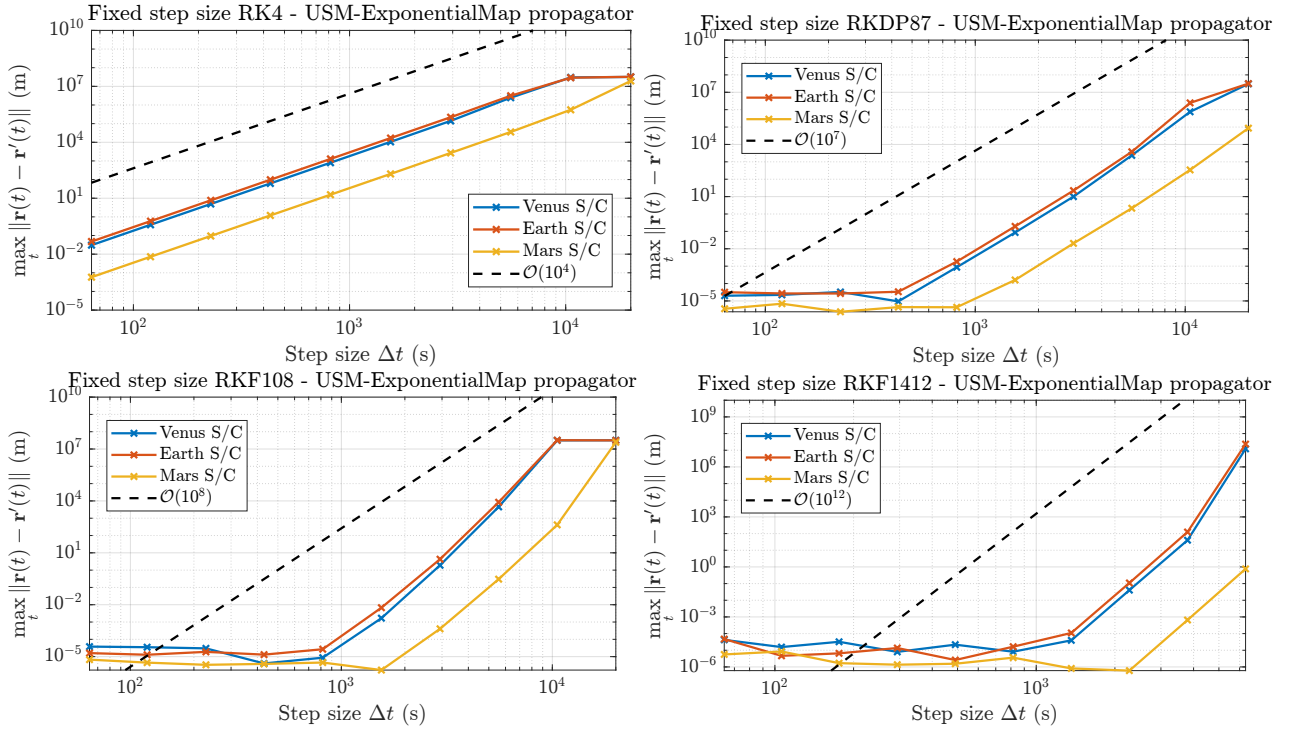 Fixed step size RK4 - USM-ExponentialMap propagator
10^10
10^7
10^4
10^1
10^-2
10^-5
max_t ||r(t) − r′(t)|| (m)
Venus S/C
Earth S/C
Mars S/C
O(10^4)
10^2
10^3
10^4
Step size Δt (s)
Fixed step size RKDP87 - USM-ExponentialMap propagator
10^10
10^7
10^4
10^1
10^-2
10^-5
max_t ||r(t) − r′(t)|| (m)
Venus S/C
Earth S/C
Mars S/C
O(10^7)
10^2
10^3
10^4
Step size Δt (s)
Fixed step size RKF108 - USM-ExponentialMap propagator
10^10
10^7
10^4
10^1
10^-2
10^-5
max_t ||r(t) − r′(t)|| (m)
Venus S/C
Earth S/C
Mars S/C
O(10^8)
10^2
10^3
10^4
Step size Δt (s)
Fixed step size RKF1412 - USM-ExponentialMap propagator
10^9
10^6
10^3
10^0
10^-3
10^-6
max_t ||r(t) − r′(t)|| (m)
Venus S/C
Earth S/C
Mars S/C
O(10^12)
10^2
10^3
Step size Δt (s)